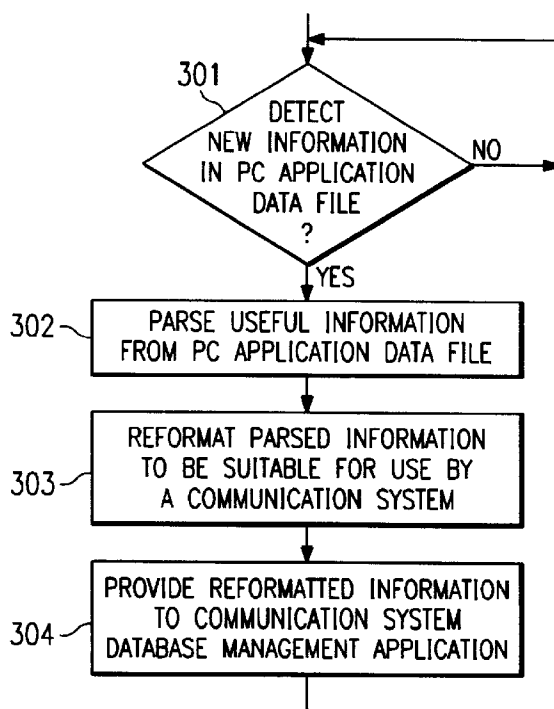 301
DETECT
NEW INFORMATION
IN PC APPLICATION
DATA FILE
?
NO
YES
302
PARSE USEFUL INFORMATION
FROM PC APPLICATION DATA FILE
303
REFORMAT PARSED INFORMATION
TO BE SUITABLE FOR USE BY
A COMMUNICATION SYSTEM
304
PROVIDE REFORMATTED INFORMATION
TO COMMUNICATION SYSTEM
DATABASE MANAGEMENT APPLICATION